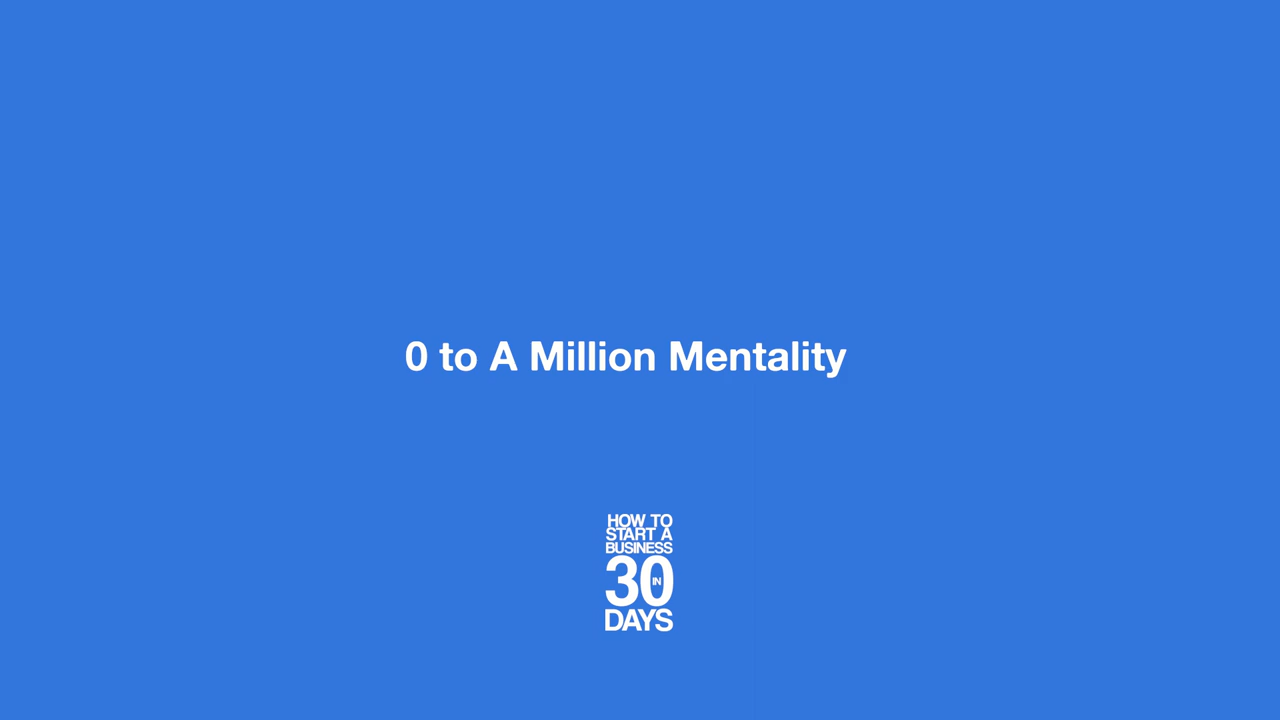 0 to A Million Mentality
HOW TO
START A
BUSINESS
30
IN
DAYS